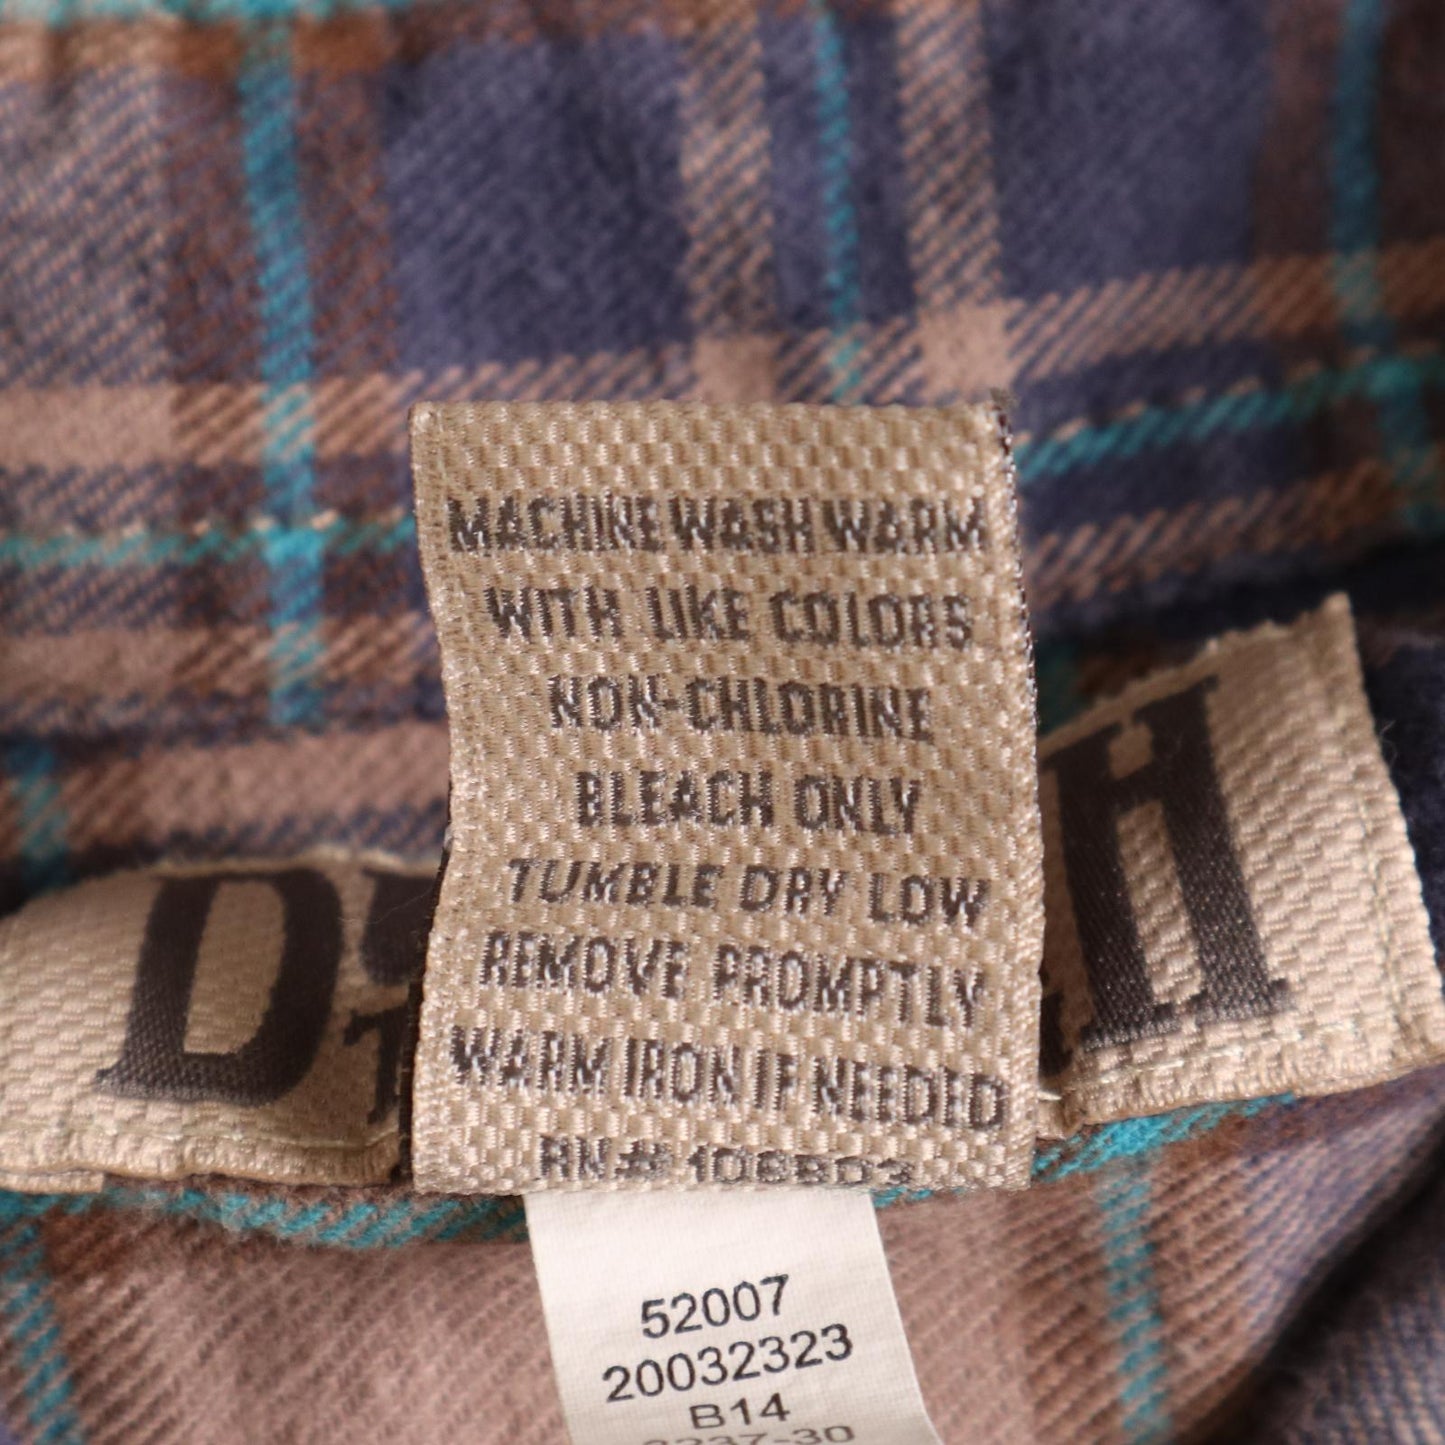 MACHINE WASH WARM
WITH LIKE COLORS
NON-CHLORINE
BLEACH ONLY
TUMBLE DRY LOW
REMOVE PROMPTLY
WARM IRON IF NEEDED
RN#
D H
52007
20032323
B14